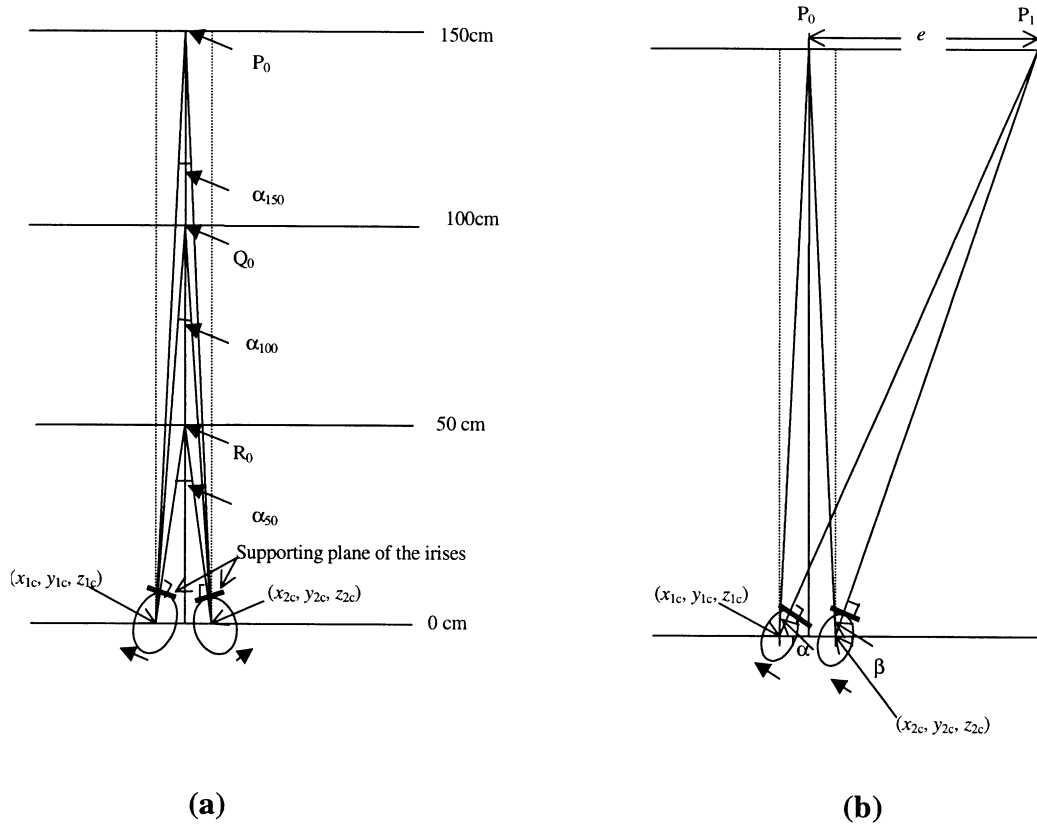 150cm
P₀
α₁₅₀
100cm
Q₀
α₁₀₀
50 cm
R₀
α₅₀
Supporting plane of the irises
(x₁c, y₁c, z₁c)
(x₂c, y₂c, z₂c)
0 cm
(a)
P₀
P₁
e
(x₁c, y₁c, z₁c)
α
β
(x₂c, y₂c, z₂c)
(b)